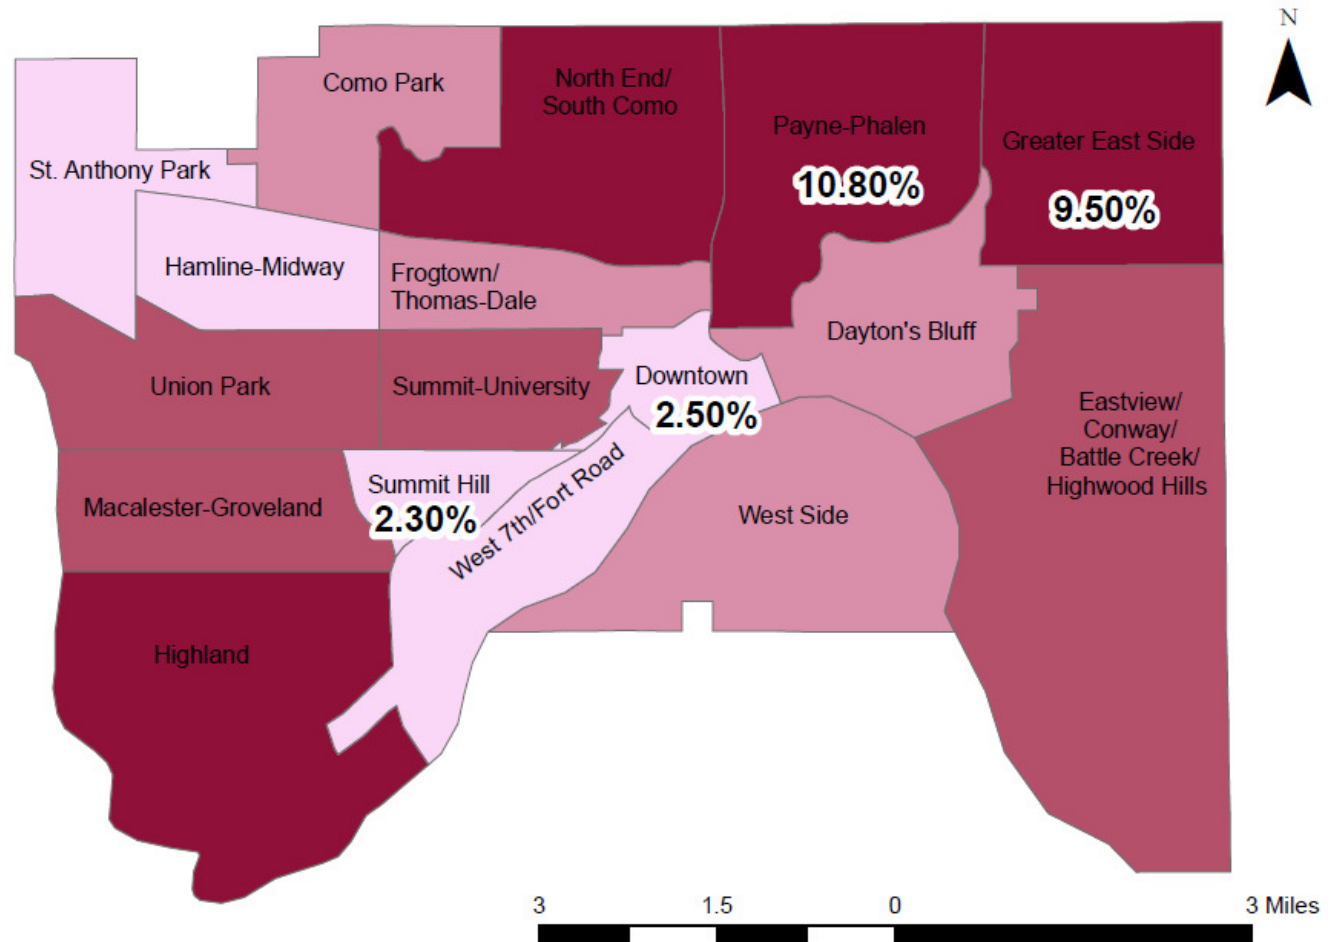 N
Como Park
North End/
South Como
Payne-Phalen
10.80%
Greater East Side
9.50%
St. Anthony Park
Hamline-Midway
Frogtown/
Thomas-Dale
Dayton's Bluff
Union Park
Summit-University
Downtown
2.50%
Eastview/
Conway/
Battle Creek/
Highwood Hills
Summit Hill
2.30%
West 7th/Fort Road
Macalester-Groveland
West Side
Highland
3 1.5 0 3 Miles